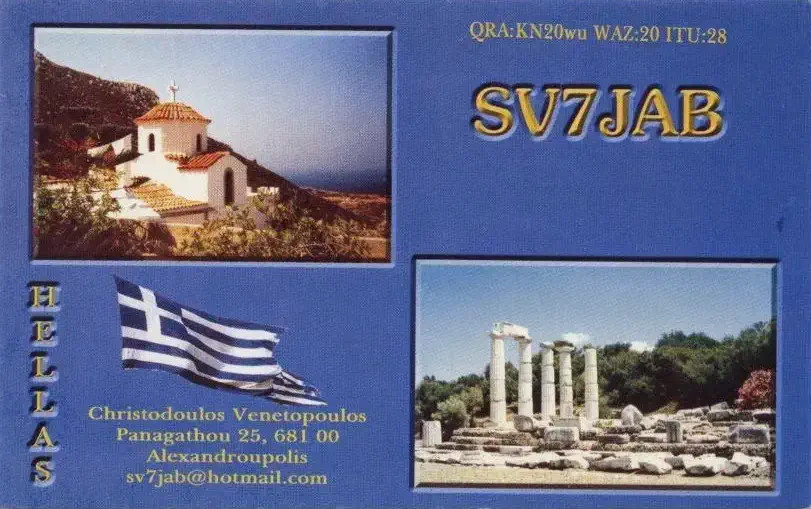 QRA:KN20wu WAZ:20 ITU:28
SV7JAB
HELLAS
Christodoulos Venetopoulos
Panagathou 25, 681 00
Alexandroupolis
sv7jab@hotmail.com